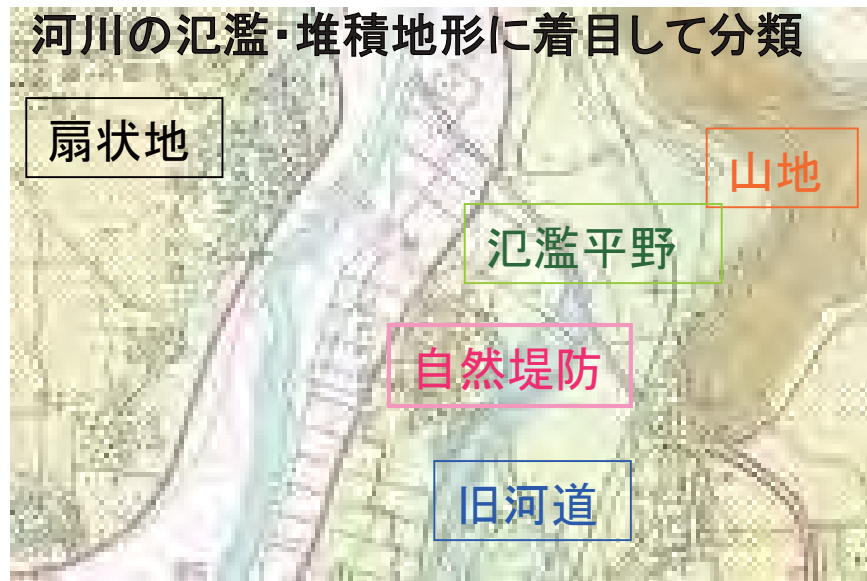 河川の氾濫・堆積地形に着目して分類
扇状地
山地
氾濫平野
自然堤防
旧河道